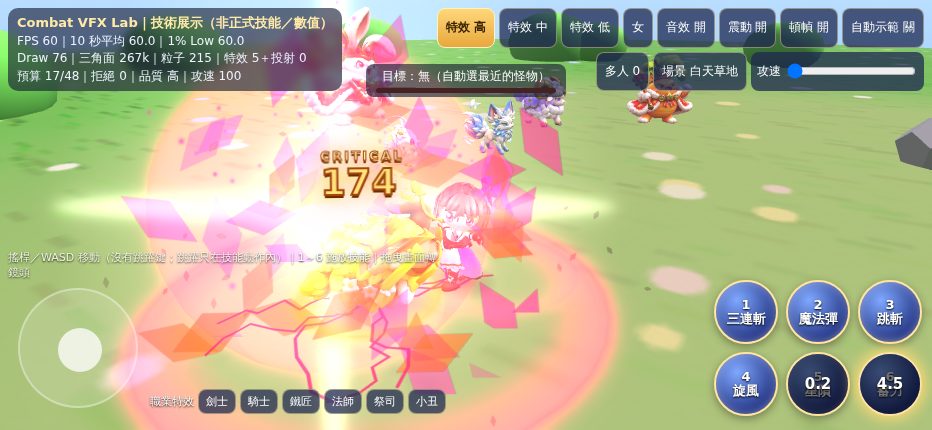 Combat VFX Lab｜技術展示（非正式技能／數值）
FPS 60｜10 秒平均 60.0｜1% Low 60.0
Draw 76｜三角面 267k｜粒子 215｜特效 5＋投射 0
預算 17/48｜拒絕 0｜品質 高｜攻速 100
特效 高
特效 中
特效 低
女
音效 開
震動 開
頓幀 開
自動示範 關
目標：無（自動選最近的怪物）
多人 0
場景 白天草地
攻速
CRITICAL
174
搖桿／WASD 移動（沒有跳躍鍵；跳躍只在技能動作內）｜1～6 施放技能｜拖曳畫面轉
鏡頭
1
三連斬
2
魔法彈
3
跳斬
4
旋風
0.2
4.5
職業特效
劍士
騎士
鐵匠
法師
祭司
小丑